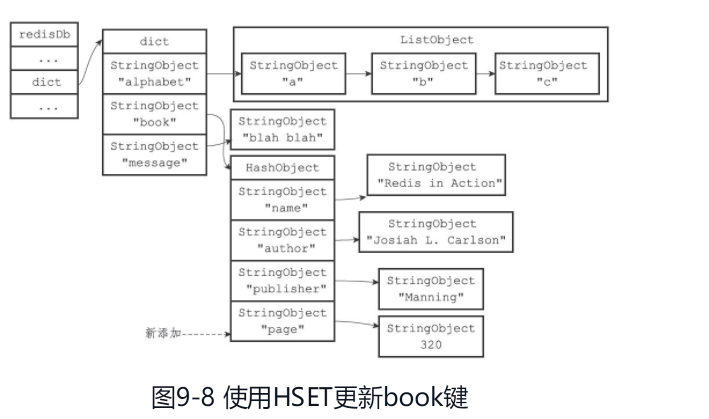 redisDb
...
dict
...
dict
StringObject
"alphabet"
StringObject
"book"
StringObject
"message"
ListObject
StringObject
"a"
StringObject
"b"
StringObject
"c"
StringObject
"blah blah"
HashObject
StringObject
"name"
StringObject
"author"
StringObject
"publisher"
StringObject
"page"
StringObject
"Redis in Action"
StringObject
"Josiah L. Carlson"
StringObject
"Manning"
StringObject
320
新添加
图9-8 使用HSET更新book键